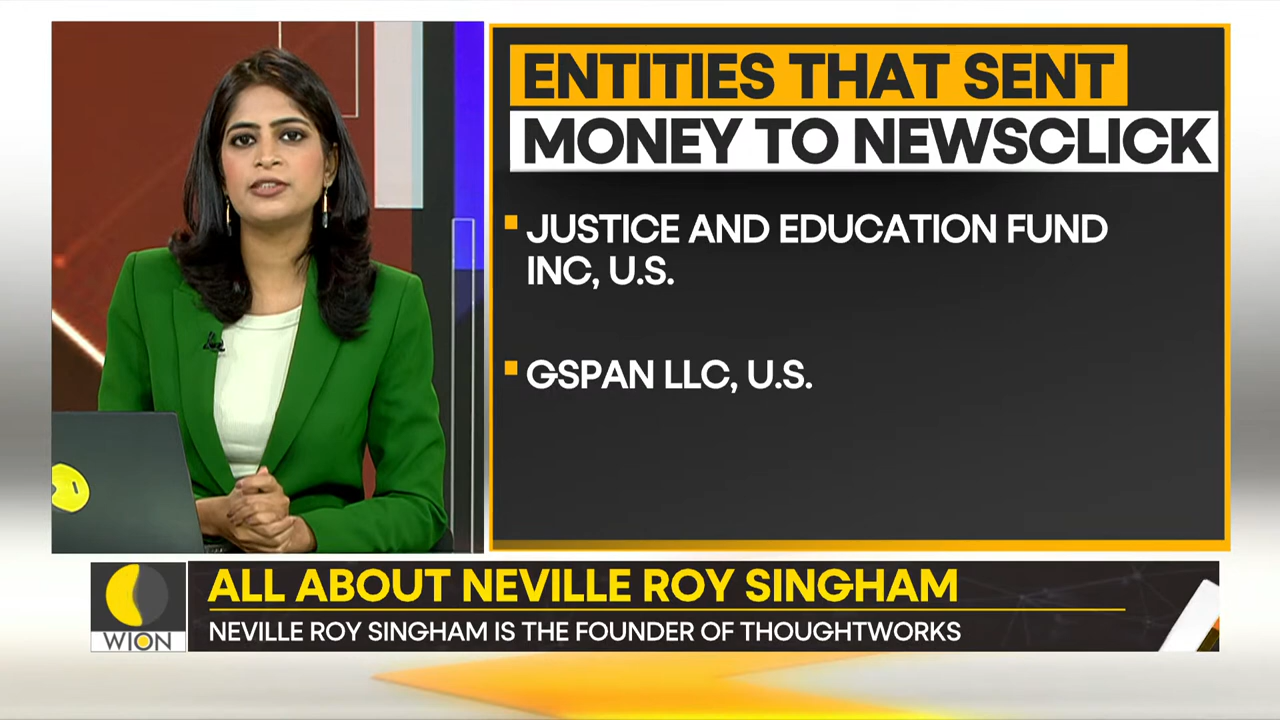 ENTITIES THAT SENT
MONEY TO NEWSCLICK
JUSTICE AND EDUCATION FUND
INC, U.S.
GSPAN LLC, U.S.
ALL ABOUT NEVILLE ROY SINGHAM
NEVILLE ROY SINGHAM IS THE FOUNDER OF THOUGHTWORKS
WION